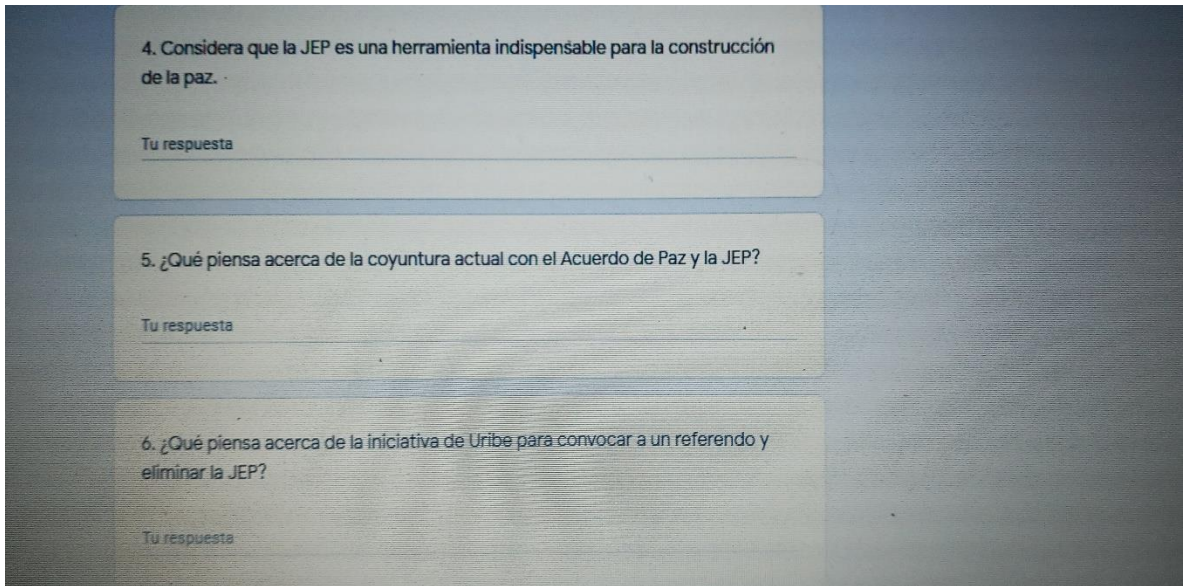 4. Considera que la JEP es una herramienta indispensable para la construcción
de la paz.
Tu respuesta
5. ¿Qué piensa acerca de la coyuntura actual con el Acuerdo de Paz y la JEP?
Tu respuesta
6. ¿Qué piensa acerca de la iniciativa de Uribe para convocar a un referendo y
eliminar la JEP?
Tu respuesta